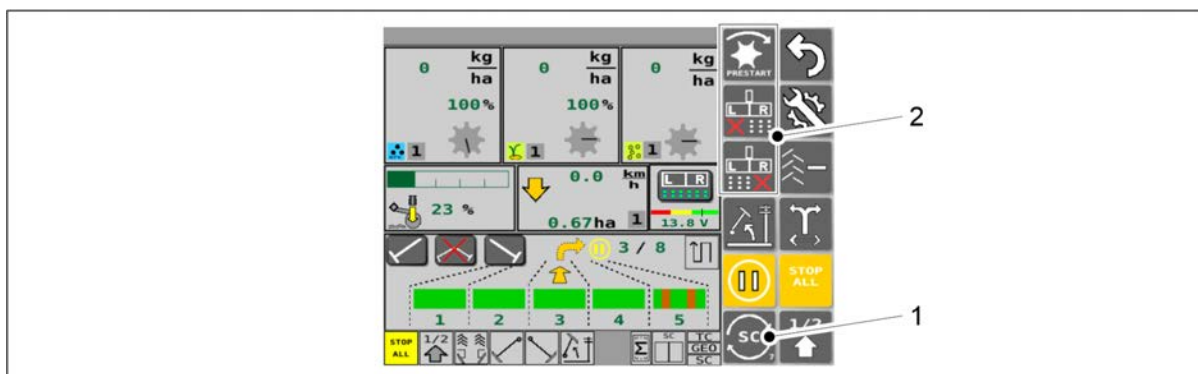 0 kg/ha
100%
1
0 kg/ha
100%
1
0 kg/ha
1
PRESTART
L R
L R
2
23 %
0.0 km/h
0.67ha 1
L R
13.8 V
3 / 8
1 2 3 4 5
STOP ALL
SC
1/2
1
STOP ALL
1/2
Σ
SC
TC
GEO
SC